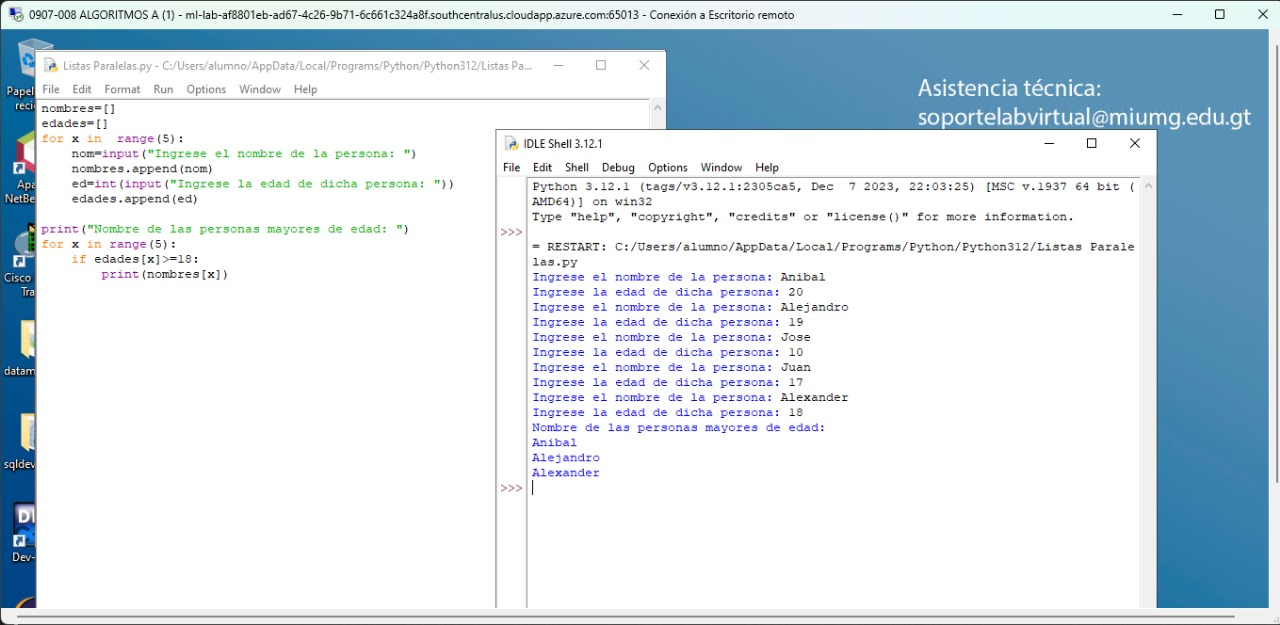 0907-008 ALGORITMOS A (1) - ml-lab-af8801eb-ad67-4c26-9b71-6c661c324a8f.southcentralus.cloudapp.azure.com:65013 - Conexión a Escritorio remoto
Asistencia técnica:
soportelabvirtual@miumg.edu.gt
Listas Paralelas.py - C:/Users/alumno/AppData/Local/Programs/Python/Python312/Listas Pa...
File Edit Format Run Options Window Help
nombres=[]
edades=[]
for x in  range(5):
    nom=input("Ingrese el nombre de la persona: ")
    nombres.append(nom)
    ed=int(input("Ingrese la edad de dicha persona: "))
    edades.append(ed)
print("Nombre de las personas mayores de edad: ")
for x in range(5):
    if edades[x]>=18:
        print(nombres[x])
IDLE Shell 3.12.1
File Edit Shell Debug Options Window Help
Python 3.12.1 (tags/v3.12.1:2305ca5, Dec  7 2023, 22:03:25) [MSC v.1937 64 bit (
AMD64)] on win32
Type "help", "copyright", "credits" or "license()" for more information.
>>>
= RESTART: C:/Users/alumno/AppData/Local/Programs/Python/Python312/Listas Parale
las.py
Ingrese el nombre de la persona: Anibal
Ingrese la edad de dicha persona: 20
Ingrese el nombre de la persona: Alejandro
Ingrese la edad de dicha persona: 19
Ingrese el nombre de la persona: Jose
Ingrese la edad de dicha persona: 10
Ingrese el nombre de la persona: Juan
Ingrese la edad de dicha persona: 17
Ingrese el nombre de la persona: Alexander
Ingrese la edad de dicha persona: 18
Nombre de las personas mayores de edad:
Anibal
Alejandro
Alexander
>>>
Papel
reci
Apa
NetBe
Cisco
Tra
datam
sqldev
DE
Dev-